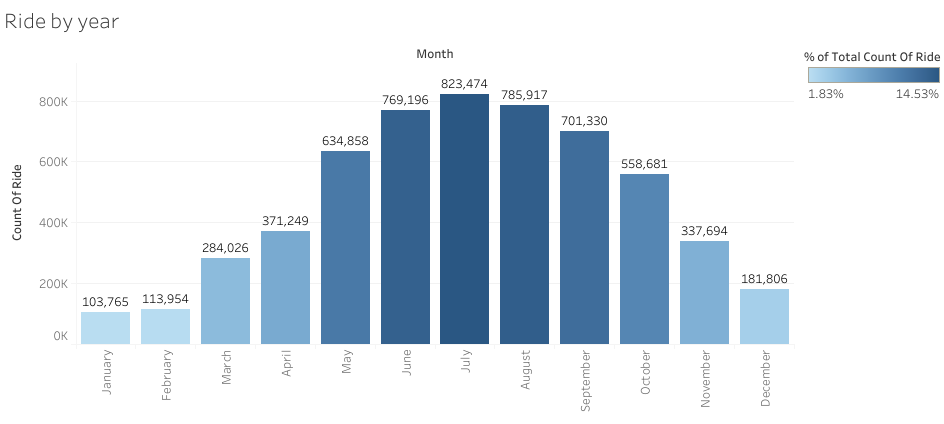 Ride by year
Month
% of Total Count Of Ride
1.83% 14.53%
Count Of Ride
800K
600K
400K
200K
0K
103,765
113,954
284,026
371,249
634,858
769,196
823,474
785,917
701,330
558,681
337,694
181,806
January
February
March
April
May
June
July
August
September
October
November
December